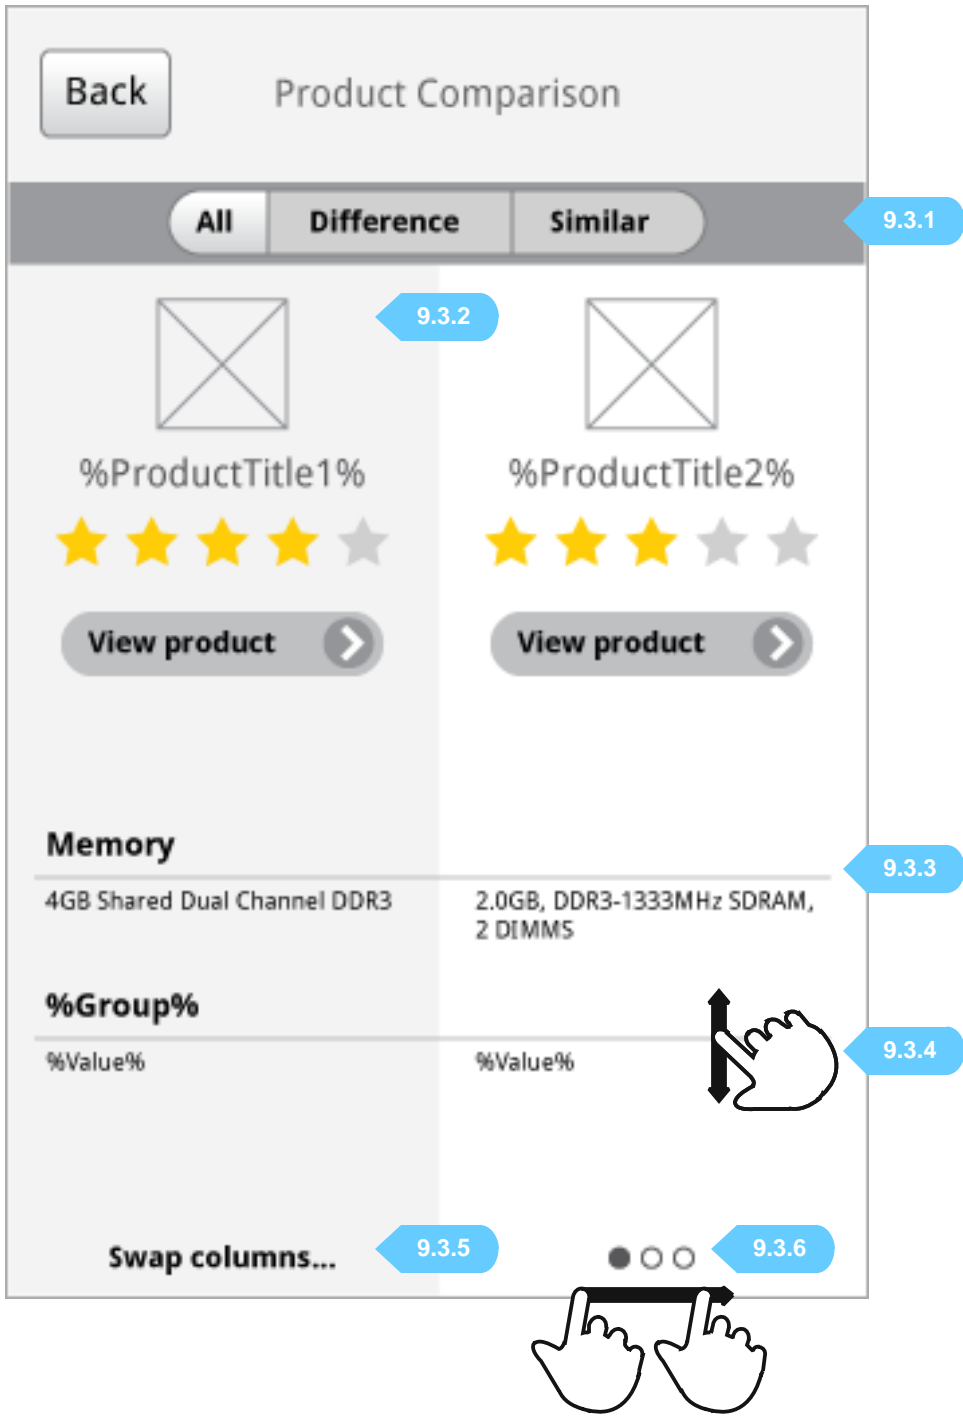 Back
Product Comparison
All Difference Similar
9.3.1
9.3.2
%ProductTitle1% %ProductTitle2%
View product View product
Memory
9.3.3
4GB Shared Dual Channel DDR3 2.0GB, DDR3-1333MHz SDRAM,
2 DIMMS
%Group%
9.3.4
%Value% %Value%
Swap columns...
9.3.5
9.3.6